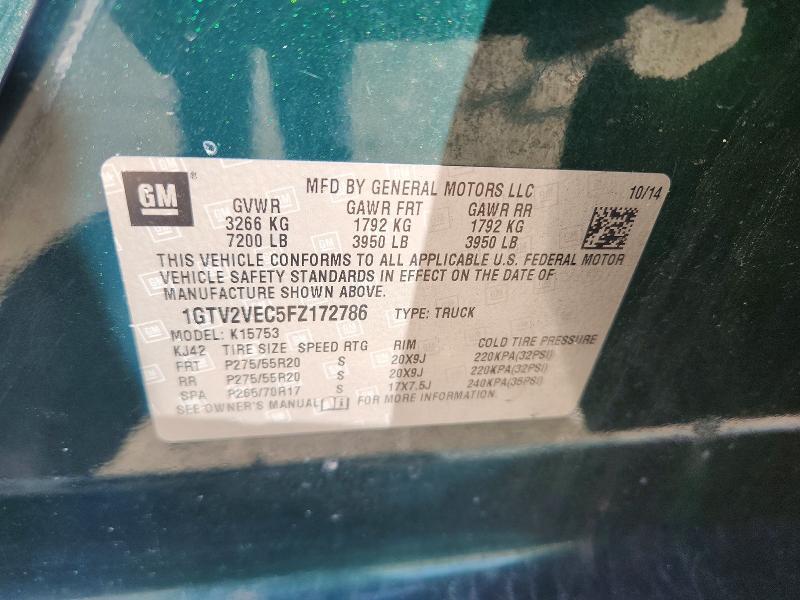 GM ® MFD BY GENERAL MOTORS LLC 10/14
GVWR GAWR FRT GAWR RR
3266 KG 1792 KG 1792 KG
7200 LB 3950 LB 3950 LB
THIS VEHICLE CONFORMS TO ALL APPLICABLE U.S. FEDERAL MOTOR
VEHICLE SAFETY STANDARDS IN EFFECT ON THE DATE OF
MANUFACTURE SHOWN ABOVE.
1GTV2VEC5FZ172786 TYPE: TRUCK
MODEL: K15753
KJ42 TIRE SIZE SPEED RTG RIM COLD TIRE PRESSURE
FRT P275/55R20 S 20X9J 220KPA(32PSI)
RR P275/55R20 S 20X9J 220KPA(32PSI)
SPA P265/70R17 S 17X7.5J 240KPA(35PSI)
SEE OWNER'S MANUAL FOR MORE INFORMATION.